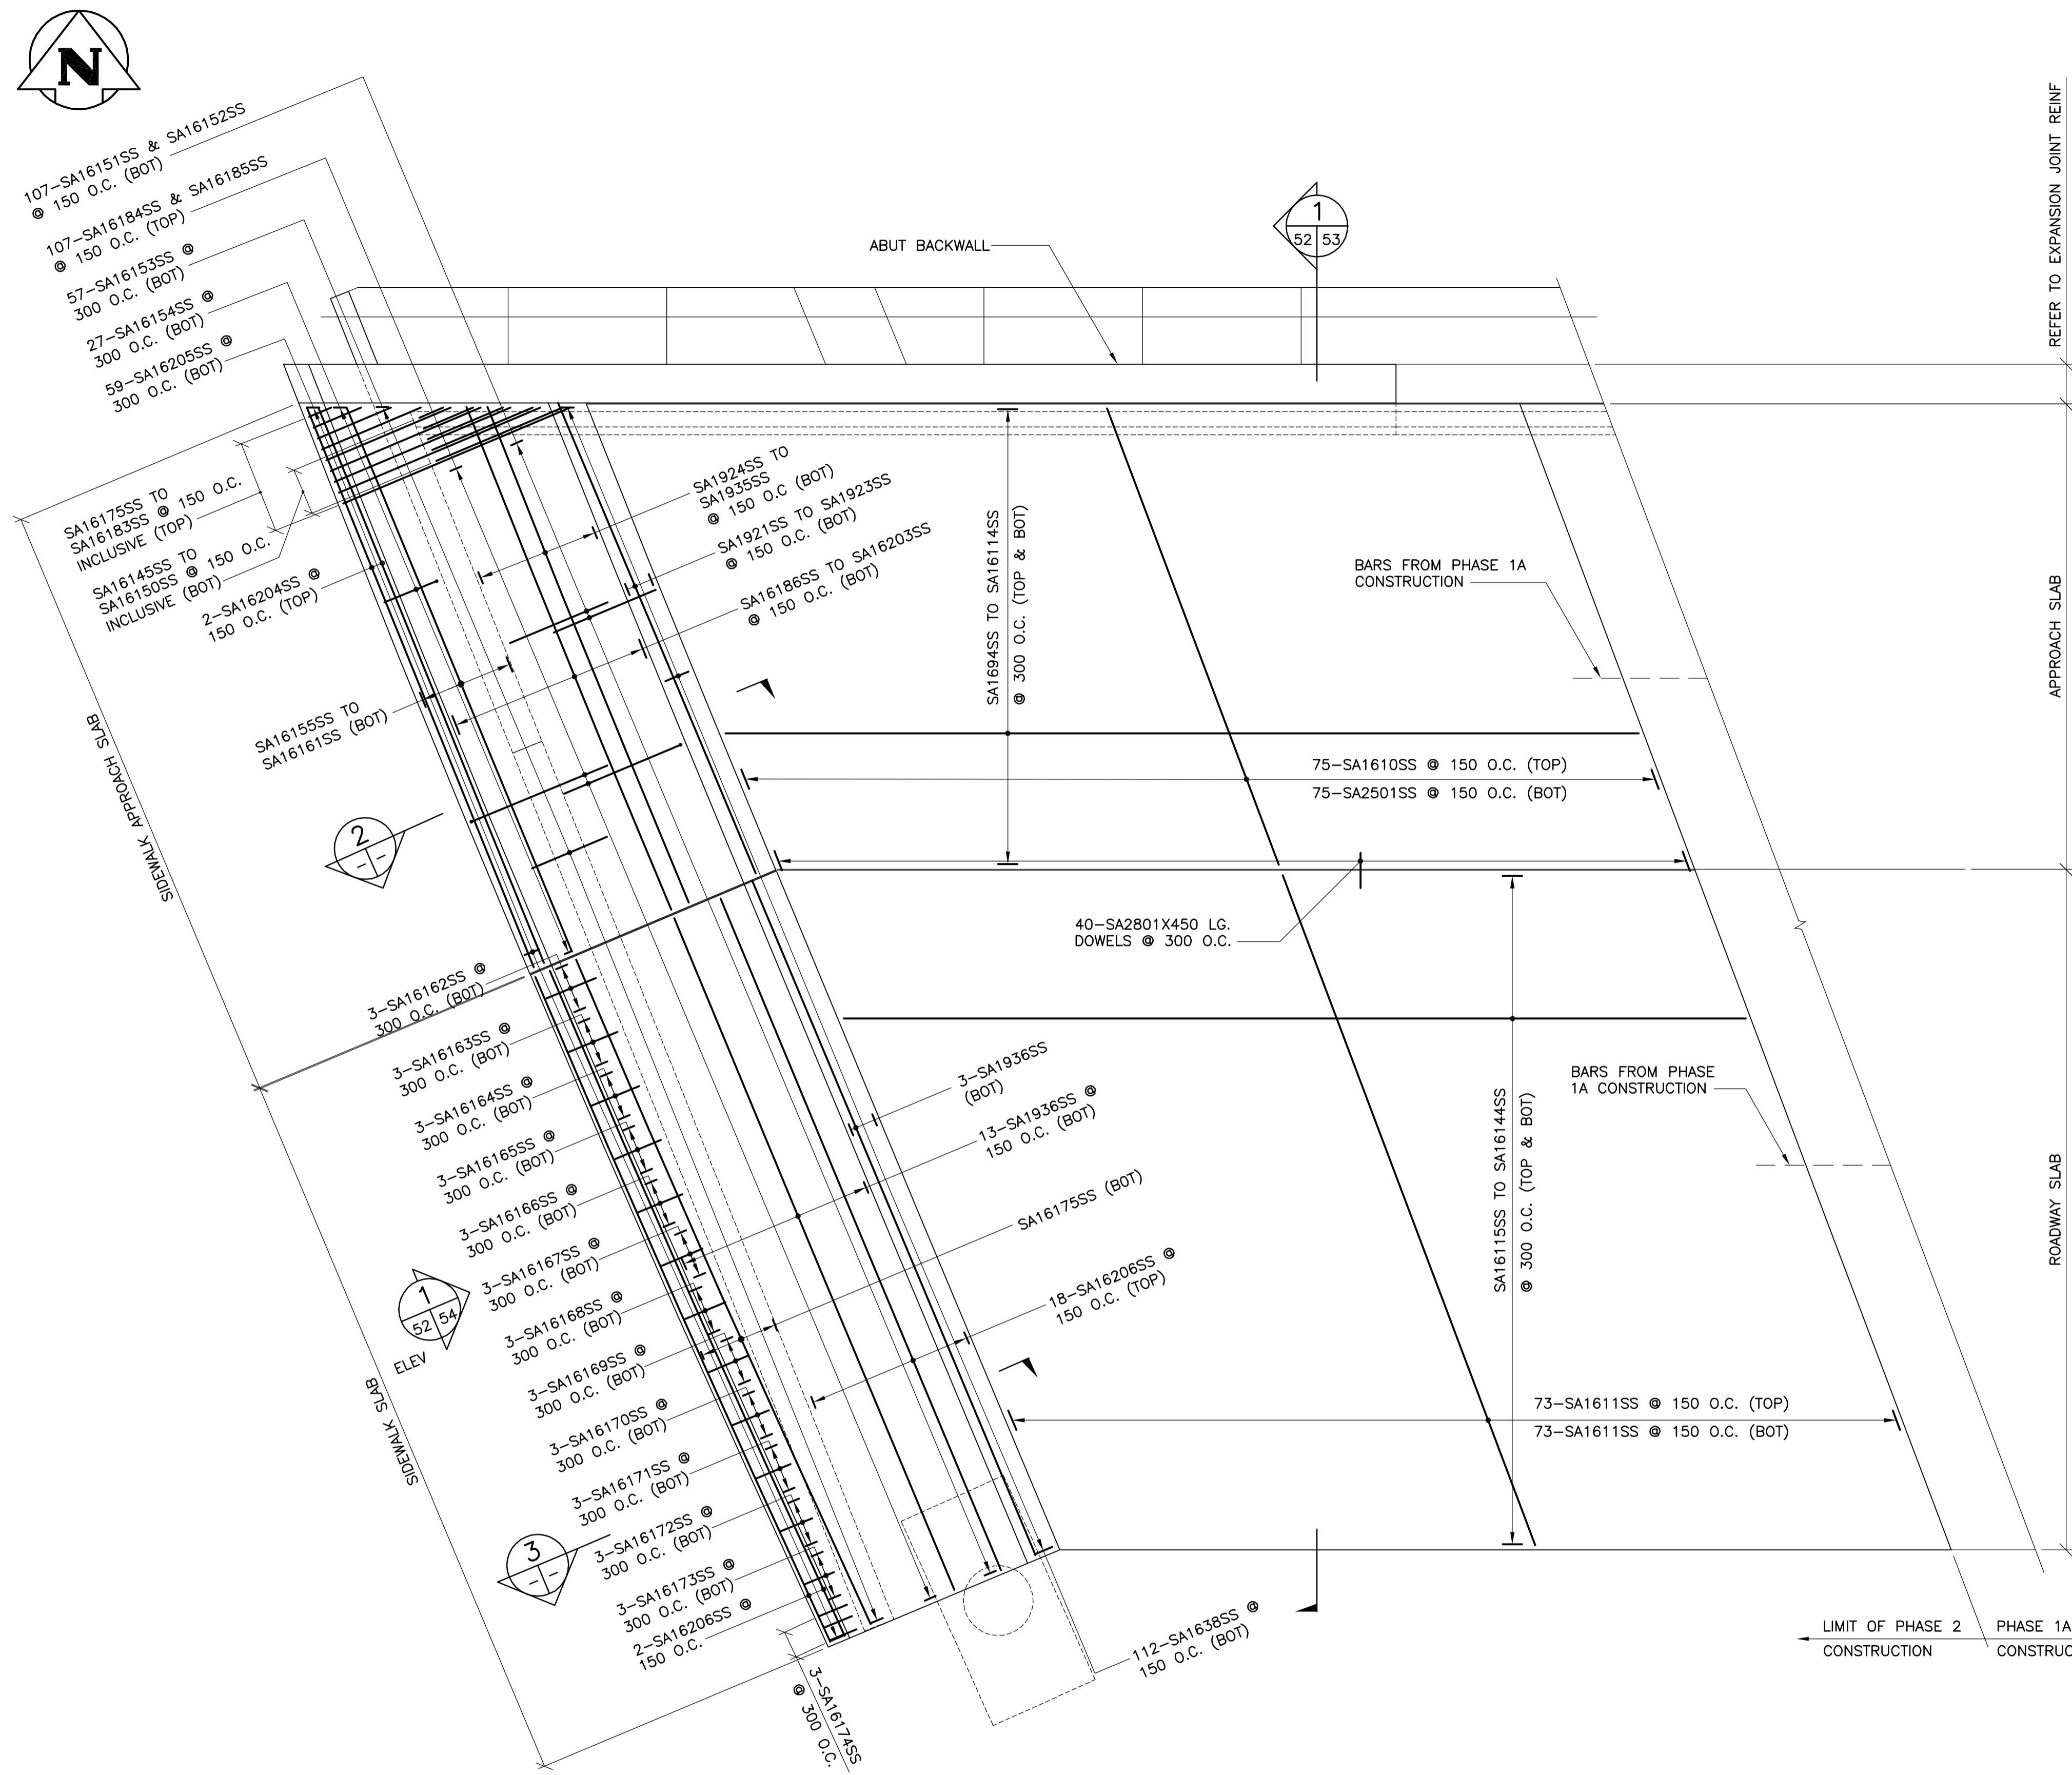 N
107-SA16151SS & SA16152SS
@ 150 O.C. (BOT)
107-SA16184SS & SA16185SS
@ 150 O.C. (TOP)
57-SA16153SS @
300 O.C. (BOT)
27-SA16154SS @
300 O.C. (BOT)
59-SA16205SS @
300 O.C. (BOT)
SA16175SS TO
SA16183SS @ 150 O.C.
INCLUSIVE (TOP)
SA16145SS TO
SA16150SS @ 150 O.C.
INCLUSIVE (BOT)
2-SA16204SS @
150 O.C. (TOP)
SA16155SS TO
SA16161SS (BOT)
ABUT BACKWALL
1
52 53
REFER TO EXPANSION JOINT REINF
SA1924SS TO
SA1935SS
@ 150 O.C (BOT)
SA1921SS TO SA1923SS
@ 150 O.C. (BOT)
SA16186SS TO SA16203SS
@ 150 O.C. (BOT)
SA1694SS TO SA16114SS
@ 300 O.C. (TOP & BOT)
BARS FROM PHASE 1A
CONSTRUCTION
APPROACH SLAB
75-SA1610SS @ 150 O.C. (TOP)
75-SA2501SS @ 150 O.C. (BOT)
SIDEWALK APPROACH SLAB
2
- -
40-SA2801X450 LG.
DOWELS @ 300 O.C.
3-SA16162SS @
300 O.C. (BOT)
3-SA16163SS @
300 O.C. (BOT)
3-SA16164SS @
300 O.C. (BOT)
3-SA16165SS @
300 O.C. (BOT)
3-SA16166SS @
300 O.C. (BOT)
3-SA16167SS @
300 O.C. (BOT)
3-SA16168SS @
300 O.C. (BOT)
3-SA16169SS @
300 O.C. (BOT)
3-SA16170SS @
300 O.C. (BOT)
3-SA16171SS @
300 O.C. (BOT)
3-SA16172SS @
300 O.C. (BOT)
3-SA16173SS @
300 O.C. (BOT)
2-SA16206SS @
150 O.C.
3-SA16174SS
@ 300 O.C.
1
52 54
ELEV
SIDEWALK SLAB
3
- -
3-SA1936SS
(BOT)
13-SA1936SS @
150 O.C. (BOT)
SA16175SS (BOT)
18-SA16206SS @
150 O.C. (TOP)
112-SA1638SS @
150 O.C. (BOT)
BARS FROM PHASE
1A CONSTRUCTION
SA16115SS TO SA16144SS
@ 300 O.C. (TOP & BOT)
ROADWAY SLAB
73-SA1611SS @ 150 O.C. (TOP)
73-SA1611SS @ 150 O.C. (BOT)
LIMIT OF PHASE 2
CONSTRUCTION
PHASE 1A
CONSTRUC